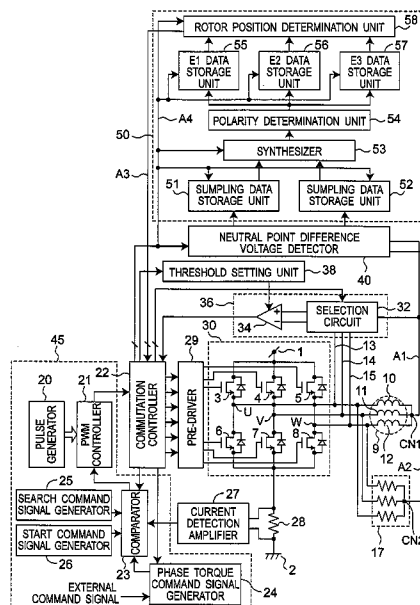 ROTOR POSITION DETERMINATION UNIT
58
55
56
57
E1 DATA STORAGE UNIT
E2 DATA STORAGE UNIT
E3 DATA STORAGE UNIT
A4
50
POLARITY DETERMINATION UNIT
54
SYNTHESIZER
53
A3
51
52
SUMPLING DATA STORAGE UNIT
SUMPLING DATA STORAGE UNIT
NEUTRAL POINT DIFFERENCE VOLTAGE DETECTOR
40
THRESHOLD SETTING UNIT
38
36
32
34
SELECTION CIRCUIT
45
29
30
13
A1
22
1
14
20
21
15
10
PULSE GENERATOR
PWM CONTROLLER
COMMUTATION CONTROLLER
PRE-DRIVER
3
4
5
11
U
V
W
CN1
6
7
8
9
12
25
A2
SEARCH COMMAND SIGNAL GENERATOR
27
COMPARATOR
CURRENT DETECTION AMPLIFIER
28
START COMMAND SIGNAL GENERATOR
CN2
26
23
2
17
PHASE TORQUE COMMAND SIGNAL GENERATOR
24
EXTERNAL COMMAND SIGNAL